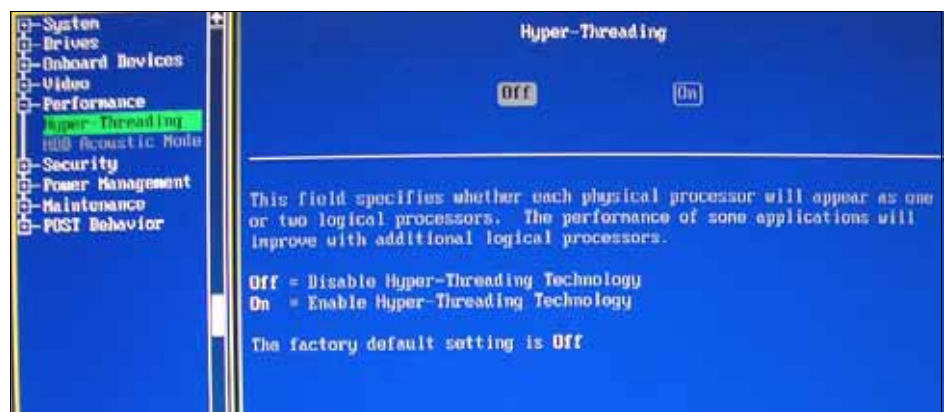 System
Drives
Onboard Devices
Video
Performance
Hyper-Threading
HDD Acoustic Mode
Security
Power Management
Maintenance
POST Behavior
Hyper-Threading
Off On
This field specifies whether each physical processor will appear as one
or two logical processors. The performance of some applications will
improve with additional logical processors.
Off = Disable Hyper-Threading Technology
On = Enable Hyper-Threading Technology
The factory default setting is Off